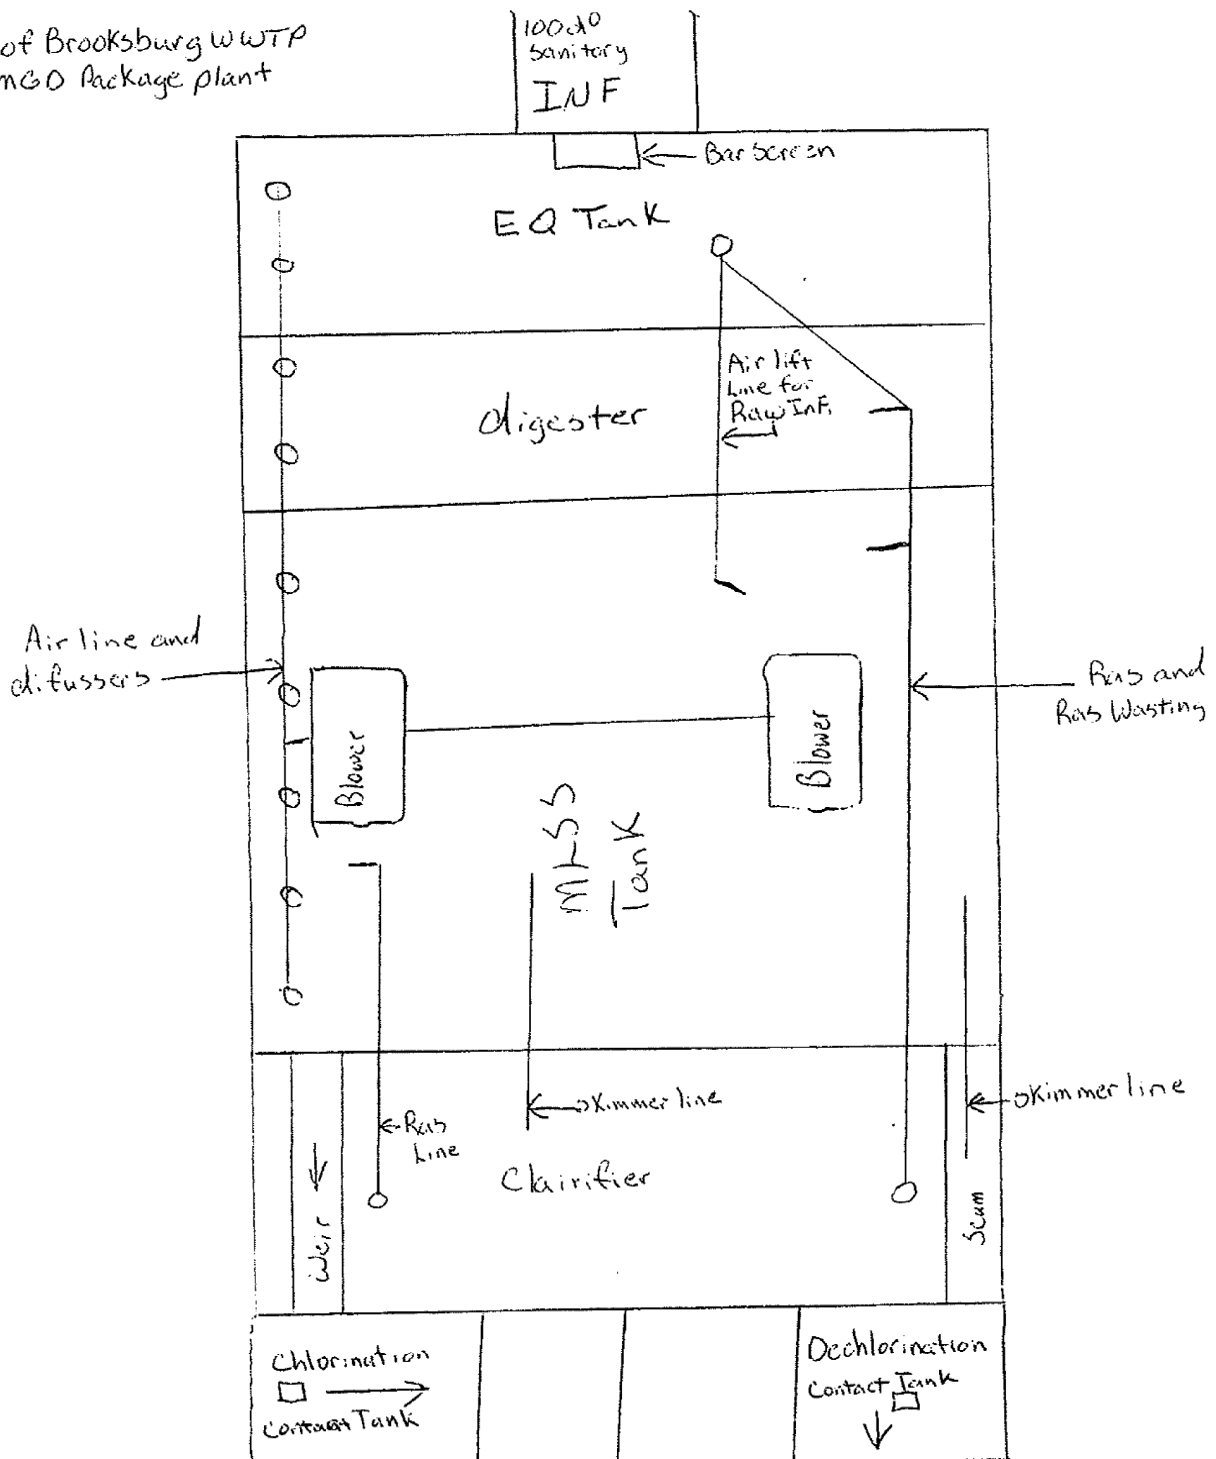 of Brooksburg WWTP
MGD Package plant
Sanitary
INF
Bar Screen
EQ Tank
Air lift
Line for
Raw InF.
digester
Air line and
difussers
Ras and
Ras Wasting
Blower
Blower
MLSS
Tank
Skimmer line
Skimmer line
Ras
Line
Clairifier
Weir
Scum
Chlorination
Contact Tank
Dechlorination
Contact Tank